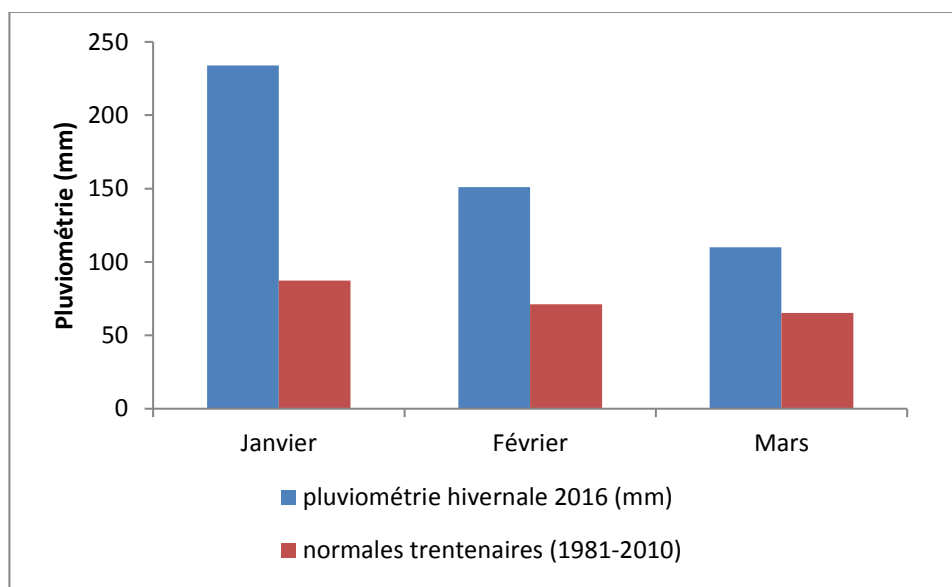 Pluviométrie (mm)
250
200
150
100
50
0
Janvier Février Mars
pluviométrie hivernale 2016 (mm)
normales trentenaires (1981-2010)